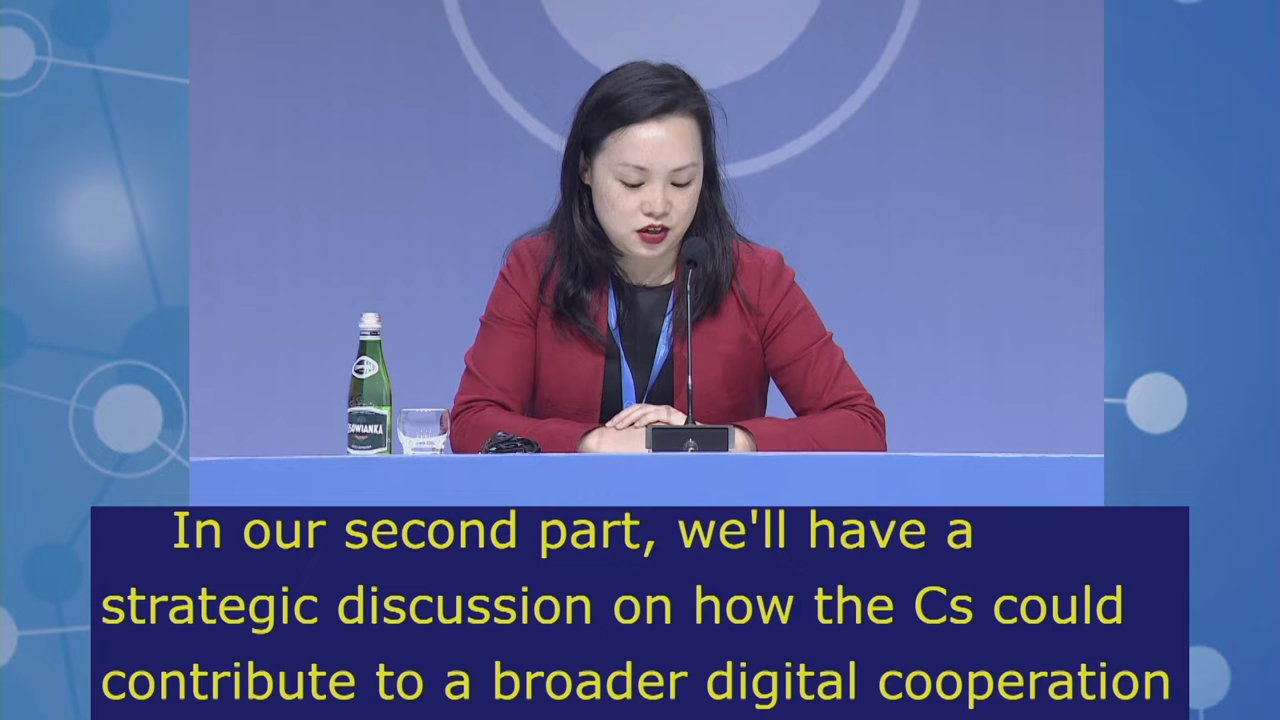 SOWIANKA
In our second part, we'll have a
strategic discussion on how the Cs could
contribute to a broader digital cooperation